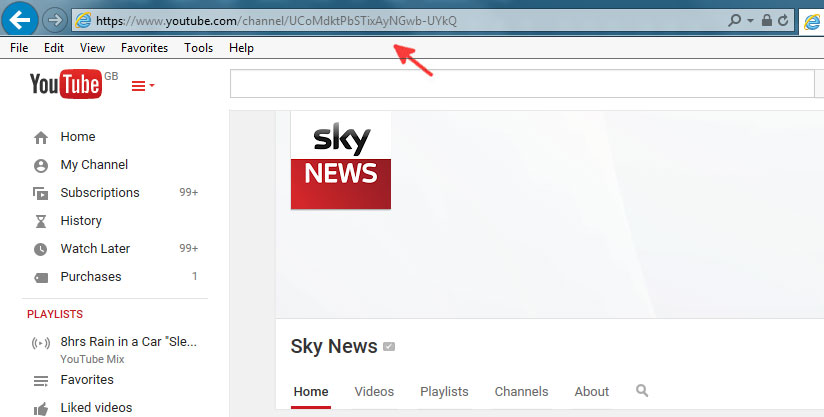 https://www.youtube.com/channel/UCoMdktPbSTixAyNGwb-UYkQ
File Edit View Favorites Tools Help
YouTube GB
sky
NEWS
Home
My Channel
Subscriptions 99+
History
Watch Later 99+
Purchases 1
PLAYLISTS
8hrs Rain in a Car "Sle...
YouTube Mix
Favorites
Liked videos
Sky News
Home Videos Playlists Channels About